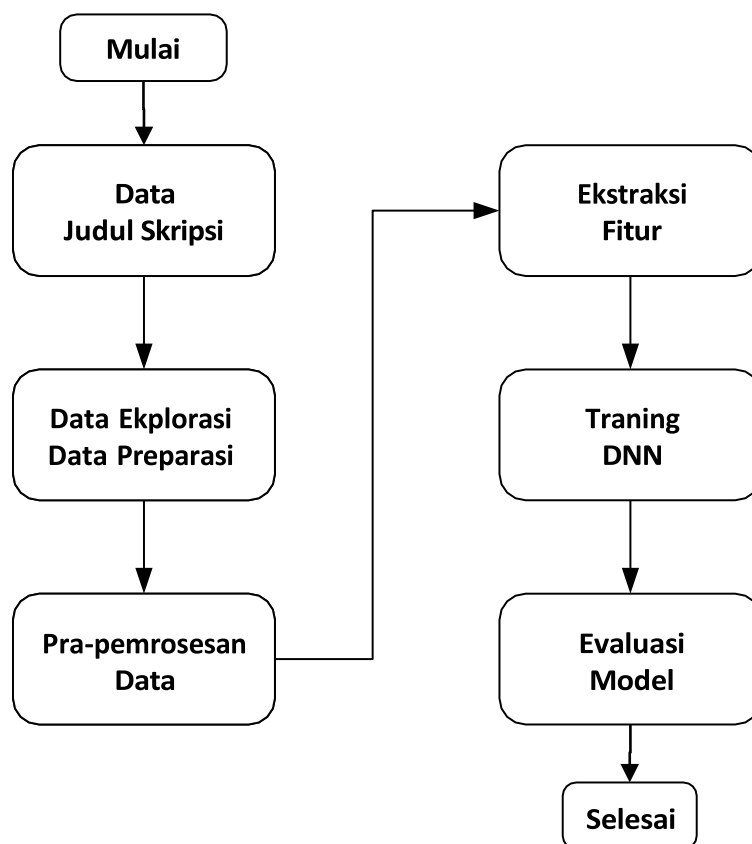 Mulai
Data
Judul Skripsi
Data Ekplorasi
Data Preparasi
Pra-pemrosesan
Data
Ekstraksi
Fitur
Traning
DNN
Evaluasi
Model
Selesai